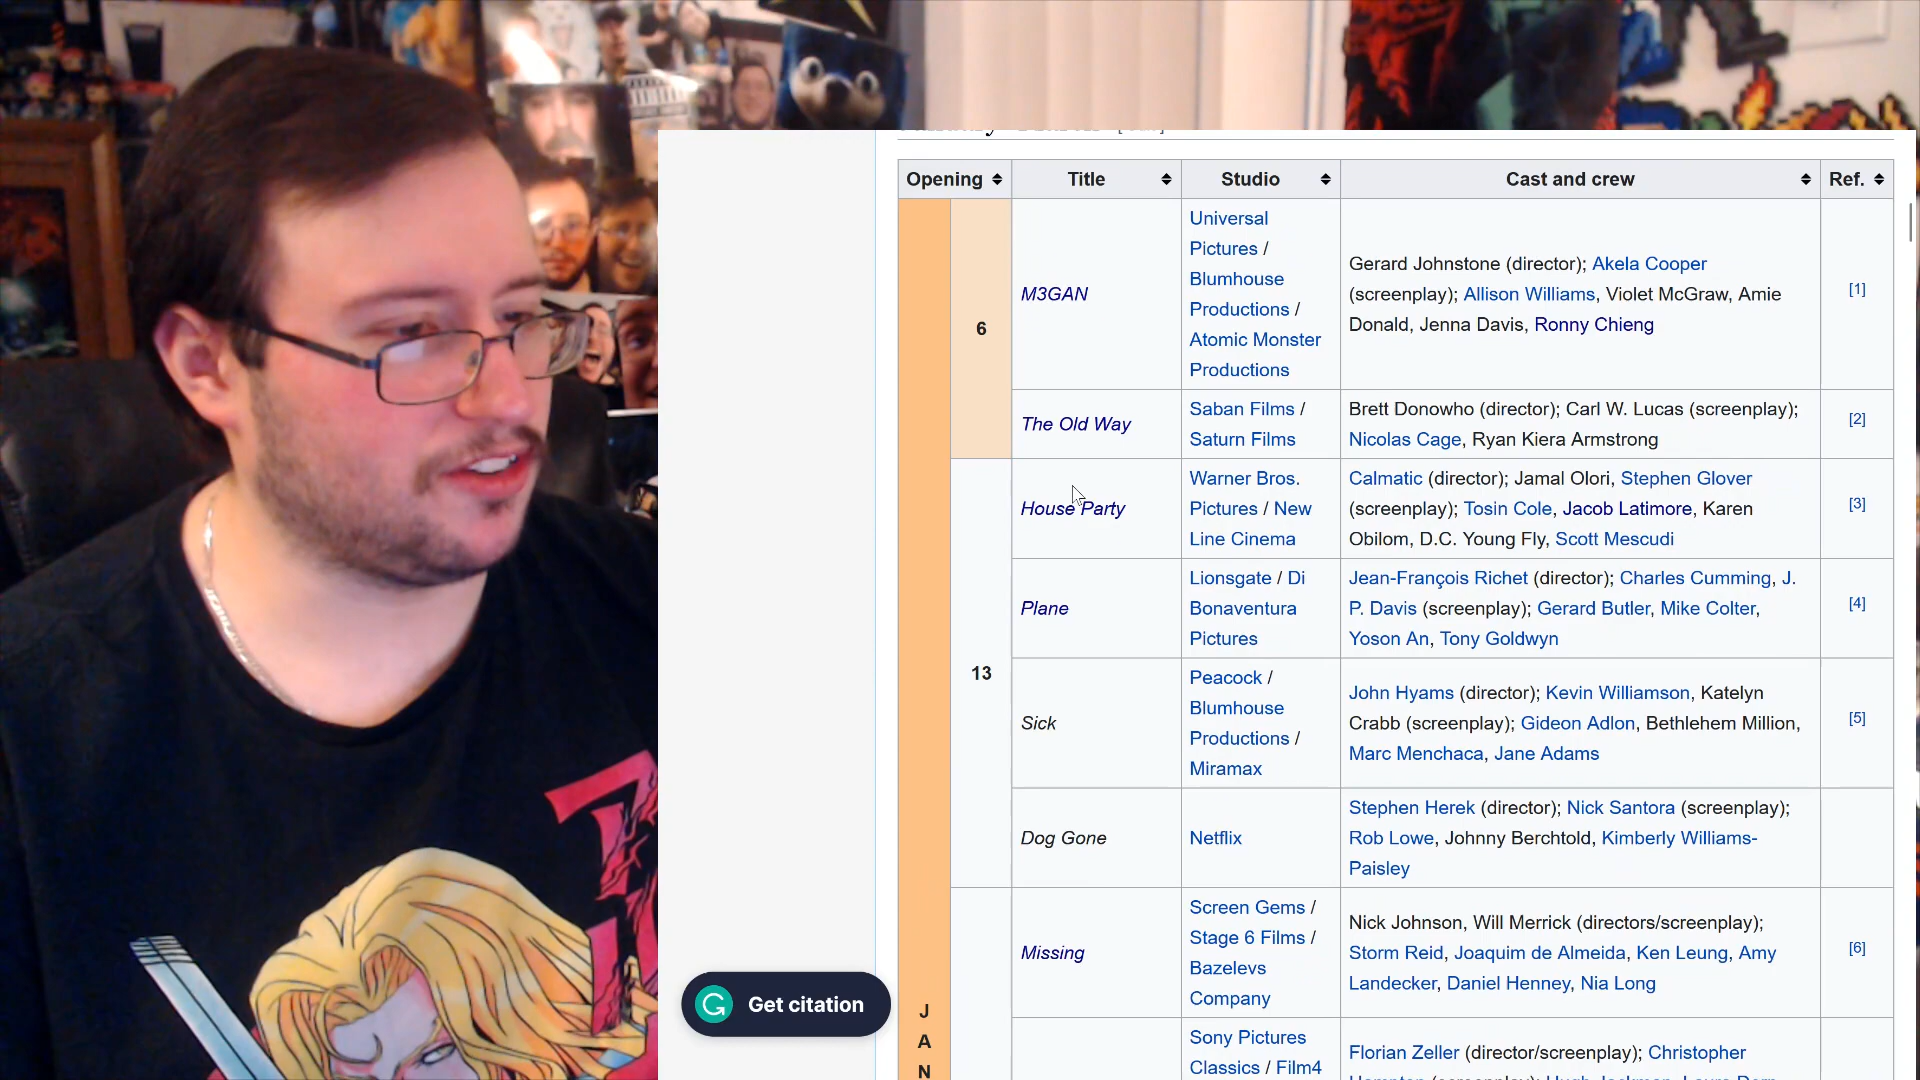 Opening Title Studio Cast and crew Ref.
6
M3GAN
Universal
Pictures /
Blumhouse
Productions /
Atomic Monster
Productions
Gerard Johnstone (director); Akela Cooper
(screenplay); Allison Williams, Violet McGraw, Amie
Donald, Jenna Davis, Ronny Chieng
[1]
The Old Way
Saban Films /
Saturn Films
Brett Donowho (director); Carl W. Lucas (screenplay);
Nicolas Cage, Ryan Kiera Armstrong
[2]
13
House Party
Warner Bros.
Pictures / New
Line Cinema
Calmatic (director); Jamal Olori, Stephen Glover
(screenplay); Tosin Cole, Jacob Latimore, Karen
Obilom, D.C. Young Fly, Scott Mescudi
[3]
Plane
Lionsgate / Di
Bonaventura
Pictures
Jean-François Richet (director); Charles Cumming, J.
P. Davis (screenplay); Gerard Butler, Mike Colter,
Yoson An, Tony Goldwyn
[4]
Sick
Peacock /
Blumhouse
Productions /
Miramax
John Hyams (director); Kevin Williamson, Katelyn
Crabb (screenplay); Gideon Adlon, Bethlehem Million,
Marc Menchaca, Jane Adams
[5]
Dog Gone
Netflix
Stephen Herek (director); Nick Santora (screenplay);
Rob Lowe, Johnny Berchtold, Kimberly Williams-
Paisley
Missing
Screen Gems /
Stage 6 Films /
Bazelevs
Company
Nick Johnson, Will Merrick (directors/screenplay);
Storm Reid, Joaquim de Almeida, Ken Leung, Amy
Landecker, Daniel Henney, Nia Long
[6]
Sony Pictures
Classics / Film4
Florian Zeller (director/screenplay); Christopher
J
A
N
Get citation